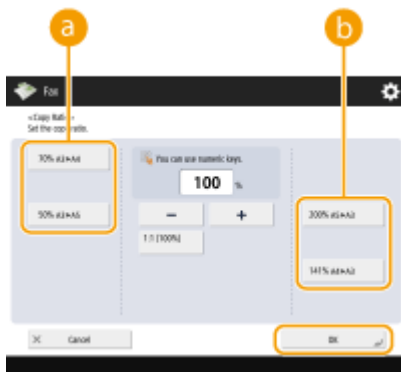 a
b
Fax
<Copy Ratio>
Set the copy ratio.
70% A3►A4
50% A3►A5
You can use numeric keys.
100 %
−
+
1:1 [100%]
200% A5►A3
141% A4►A3
Cancel
OK